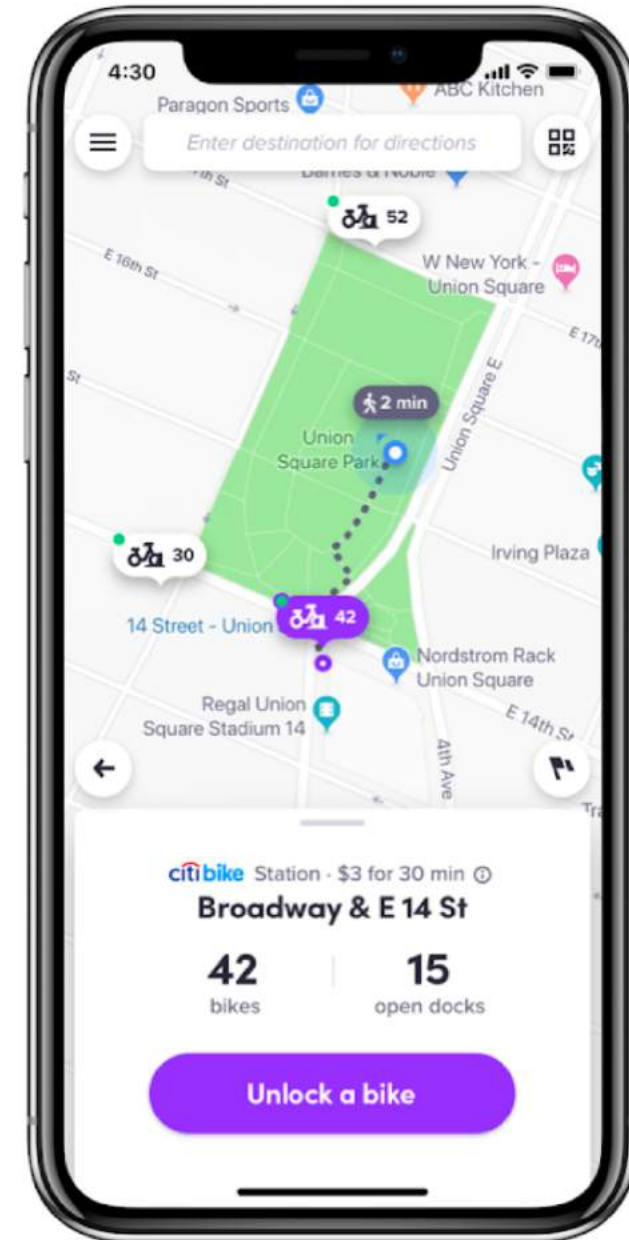 4:30
ABC Kitchen
Paragon Sports
Enter destination for directions
Barnes & Noble
52
E 16th St
W New York -
Union Square
2 min
Union Square E
Union
Square Park
St
30
Irving Plaza
14 Street - Union
42
Nordstrom Rack
Union Square
Regal Union
Square Stadium 14
E 14th St
4th Ave
citibike Station · $3 for 30 min
Broadway & E 14 St
42
15
bikes
open docks
Unlock a bike